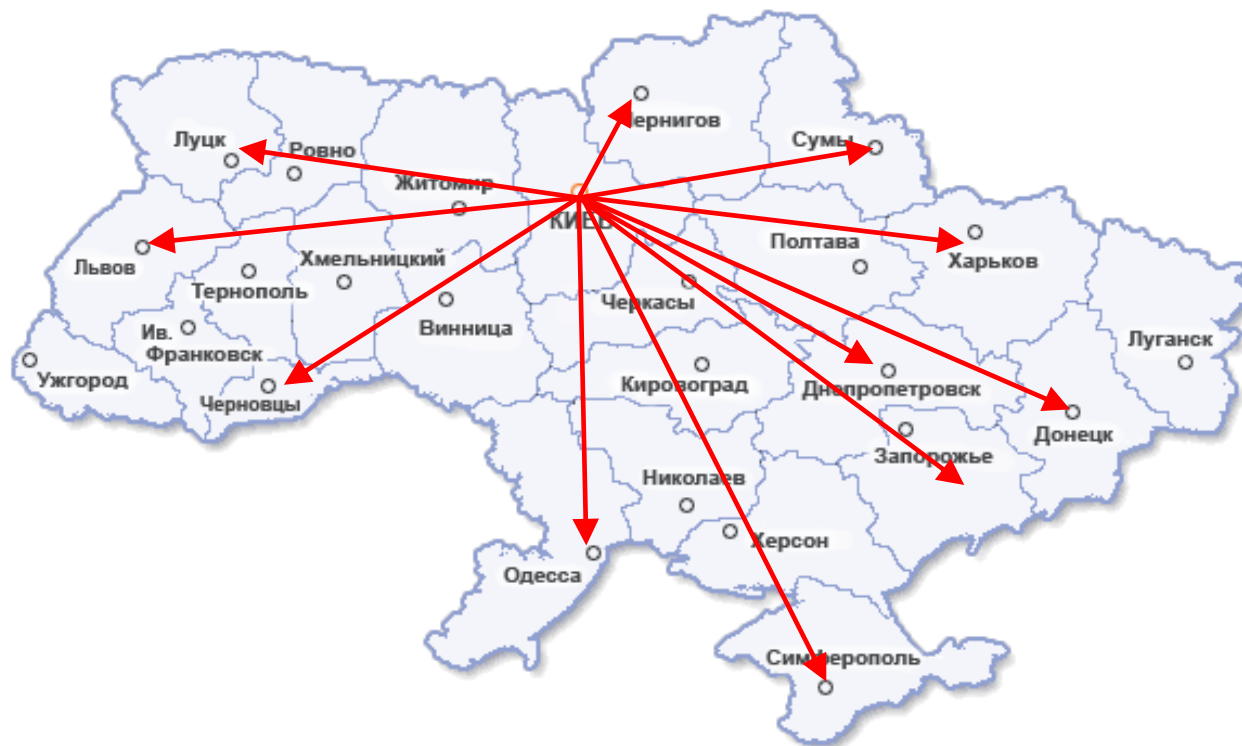 Чернигов
Сумы
Луцк
Ровно
Житомир
КИЕВ
Полтава
Харьков
Львов
Хмельницкий
Тернополь
Черкасы
Винница
Ив.
Франковск
Луганск
Ужгород
Кировоград
Днепропетровск
Черновцы
Донецк
Запорожье
Николаев
Херсон
Одесса
Симферополь